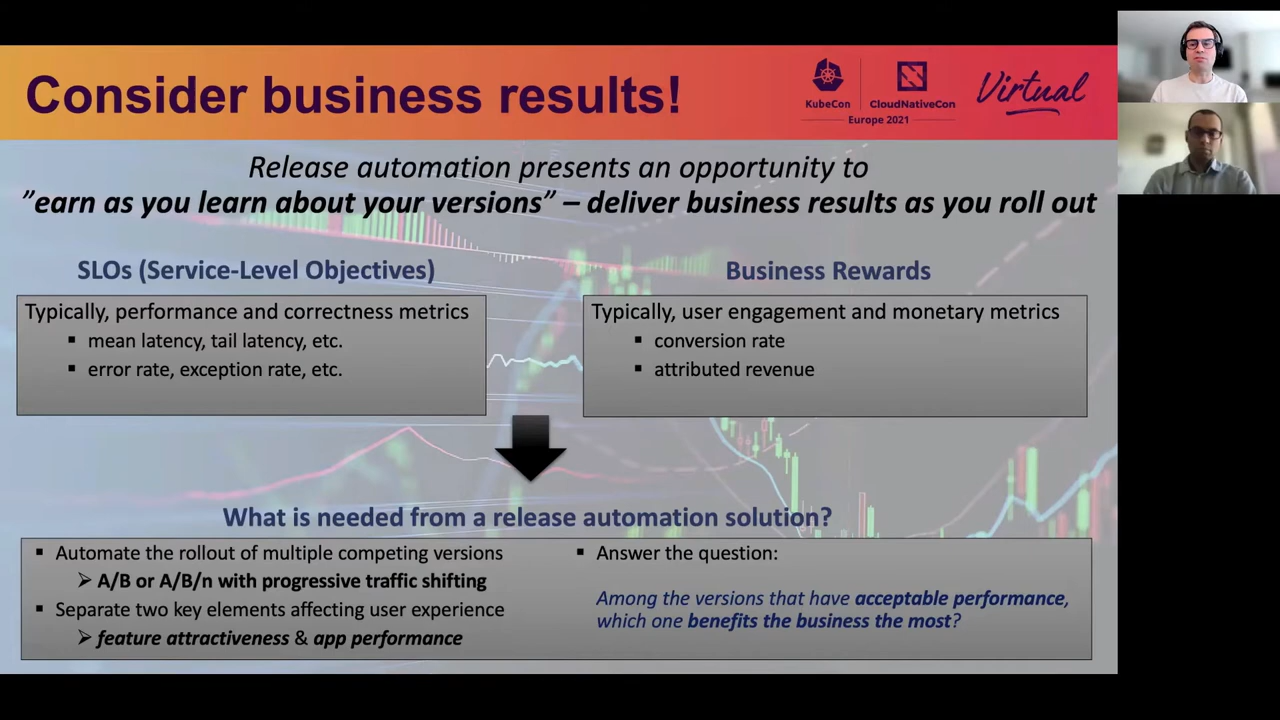 Consider business results!
KubeCon
CloudNativeCon
Europe 2021
Virtual
Release automation presents an opportunity to
”earn as you learn about your versions” – deliver business results as you roll out
SLOs (Service-Level Objectives)
Typically, performance and correctness metrics
▪ mean latency, tail latency, etc.
▪ error rate, exception rate, etc.
Business Rewards
Typically, user engagement and monetary metrics
▪ conversion rate
▪ attributed revenue
What is needed from a release automation solution?
▪ Automate the rollout of multiple competing versions
➢ A/B or A/B/n with progressive traffic shifting
▪ Separate two key elements affecting user experience
➢ feature attractiveness & app performance
▪ Answer the question:
Among the versions that have acceptable performance,
which one benefits the business the most?